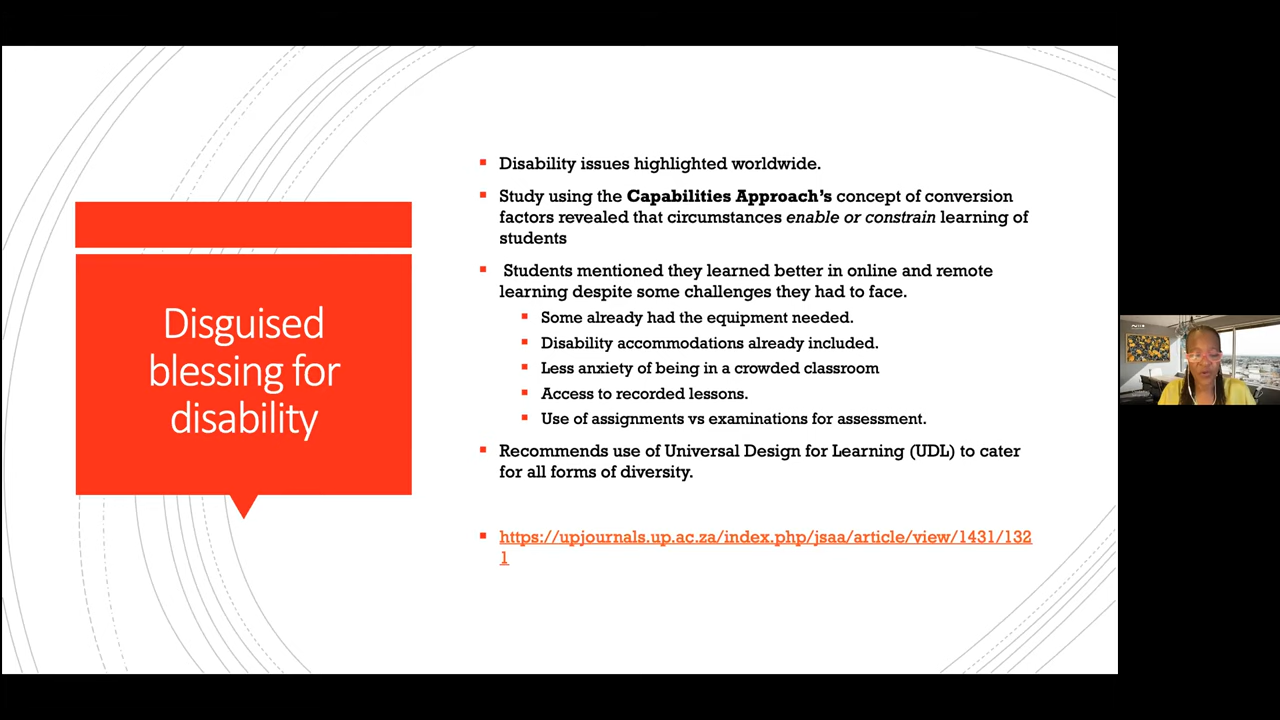 Disguised
blessing for
disability
Disability issues highlighted worldwide.
Study using the Capabilities Approach's concept of conversion
factors revealed that circumstances enable or constrain learning of
students
Students mentioned they learned better in online and remote
learning despite some challenges they had to face.
Some already had the equipment needed.
Disability accommodations already included.
Less anxiety of being in a crowded classroom
Access to recorded lessons.
Use of assignments vs examinations for assessment.
Recommends use of Universal Design for Learning (UDL) to cater
for all forms of diversity.
https://upjournals.up.ac.za/index.php/jsaa/article/view/1431/132
1